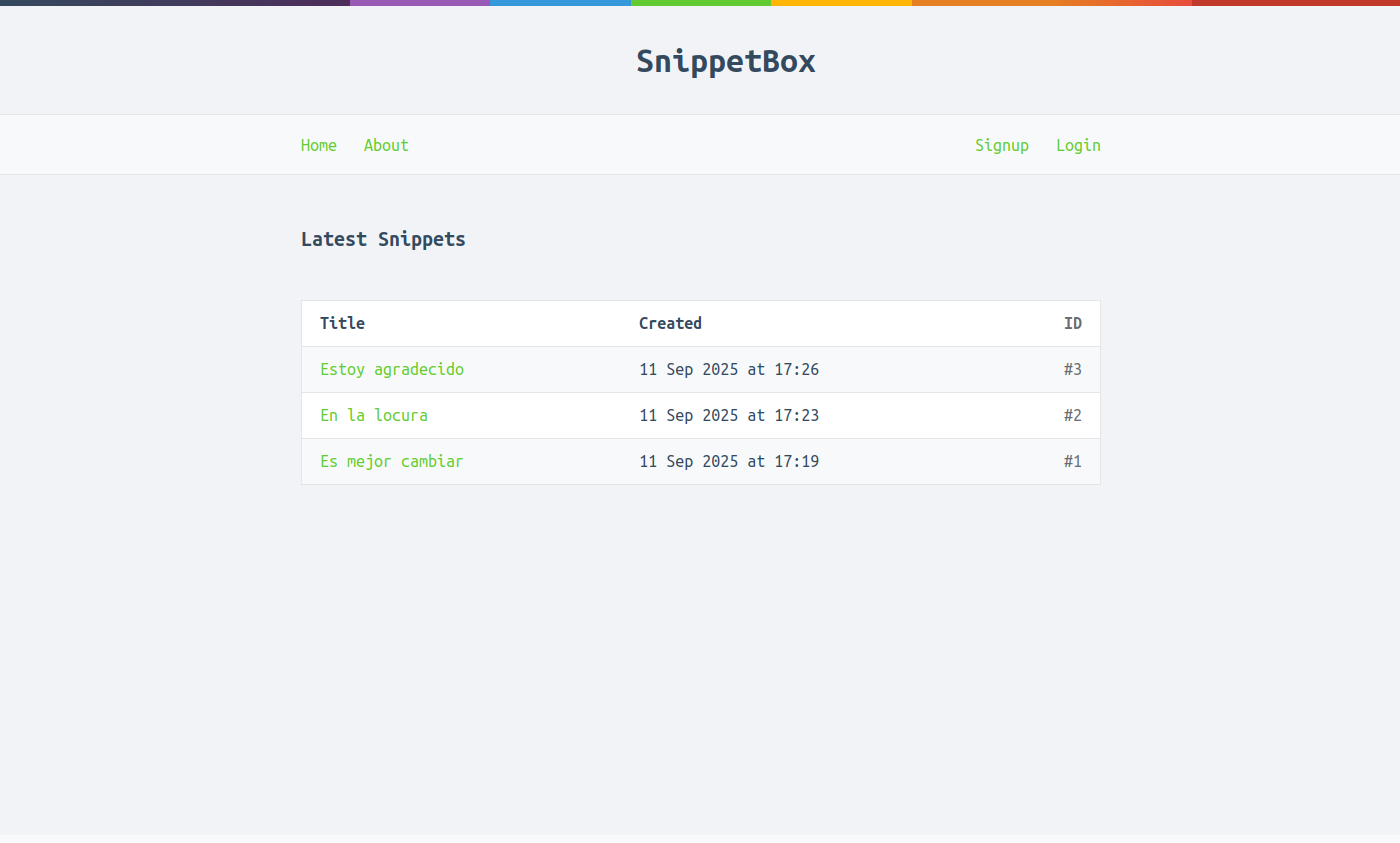 SnippetBox
Home About Signup Login
Latest Snippets
Title Created ID
Estoy agradecido 11 Sep 2025 at 17:26 #3
En la locura 11 Sep 2025 at 17:23 #2
Es mejor cambiar 11 Sep 2025 at 17:19 #1